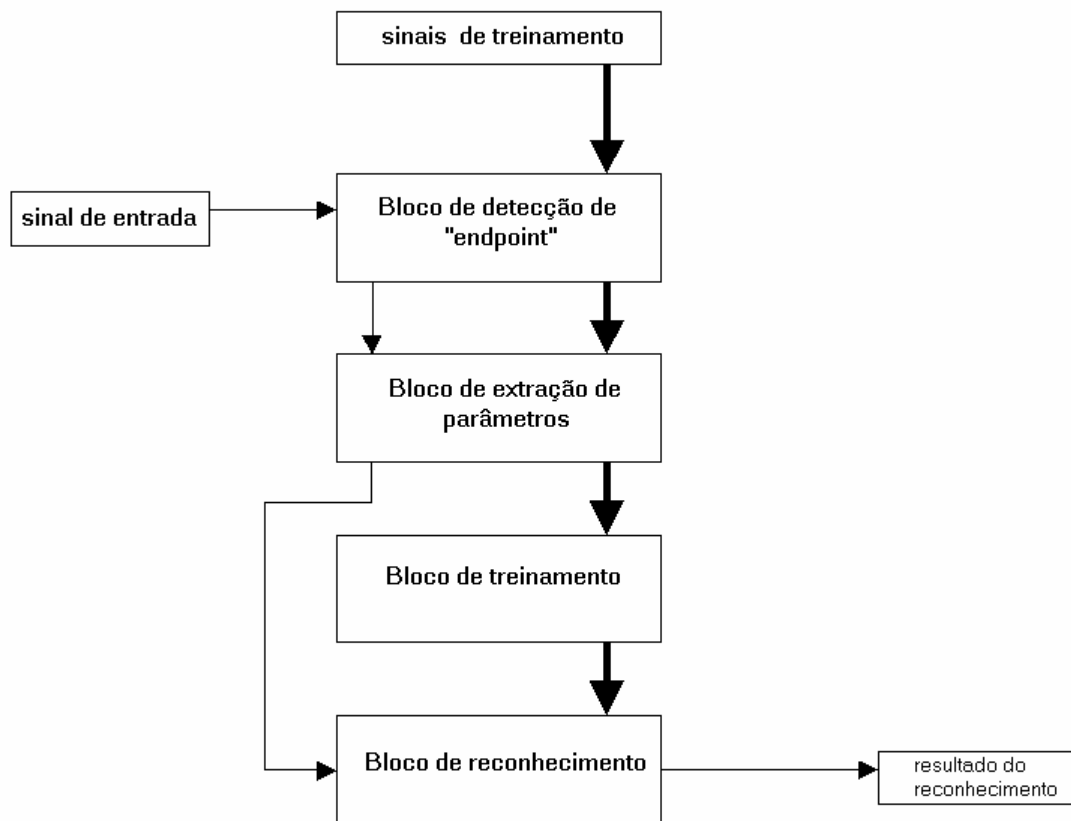 sinais de treinamento
sinal de entrada
Bloco de detecção de
"endpoint"
Bloco de extração de
parâmetros
Bloco de treinamento
Bloco de reconhecimento
resultado do
reconhecimento